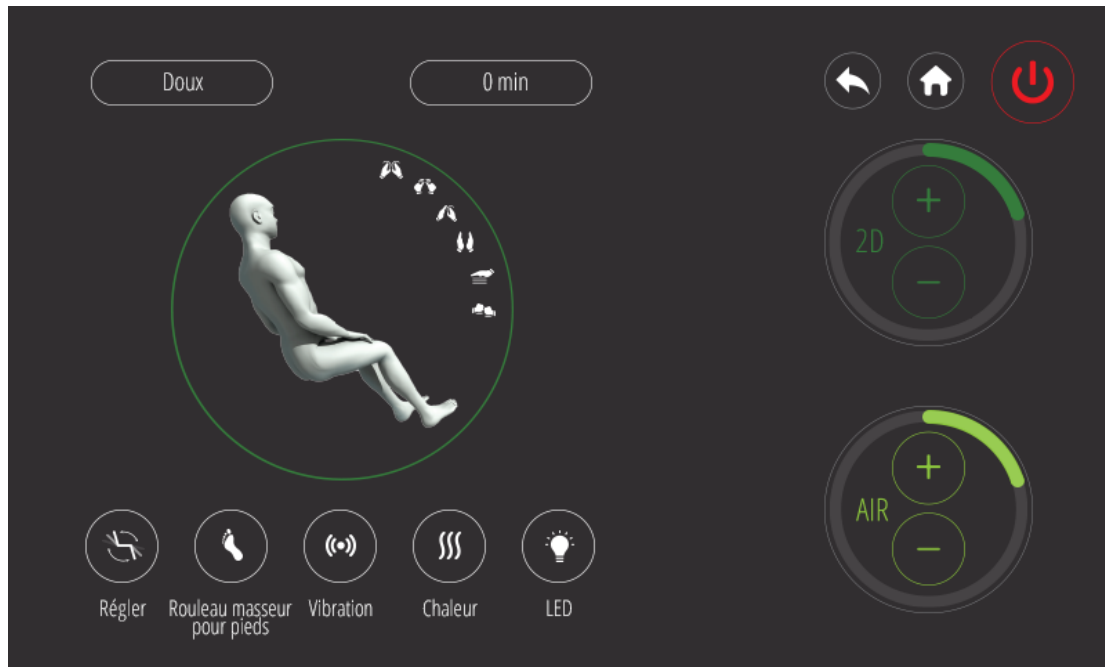 Doux
0 min
2D
AIR
Régler
Rouleau masseur
pour pieds
Vibration
Chaleur
LED